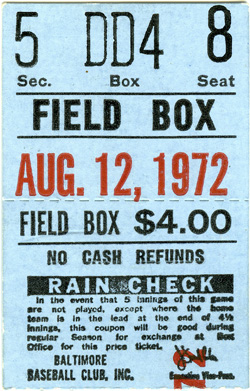 5 DD4 8
Sec. Box Seat
FIELD BOX
AUG. 12, 1972
FIELD BOX $4.00
NO CASH REFUNDS
RAIN CHECK
In the event that 5 innings of this game
are not played, except where the home
team is in the lead at the end of 4½
innings, this coupon will be good during
regular Season for exchange at Box
Office for this price ticket.
BALTIMORE
BASEBALL CLUB, INC.
Executive Vice-Pres.